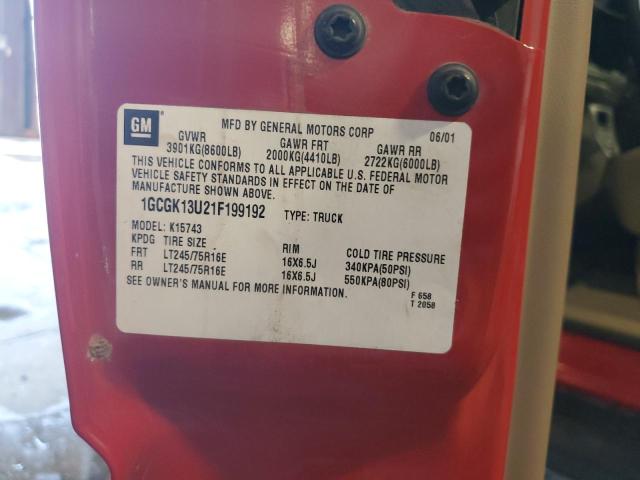 GM
MFD BY GENERAL MOTORS CORP 06/01
GVWR GAWR FRT GAWR RR
3901KG(8600LB) 2000KG(4410LB) 2722KG(6000LB)
THIS VEHICLE CONFORMS TO ALL APPLICABLE U.S. FEDERAL MOTOR
VEHICLE SAFETY STANDARDS IN EFFECT ON THE DATE OF
MANUFACTURE SHOWN ABOVE.
1GCGK13U21F199192 TYPE: TRUCK
MODEL: K15743
KPDG TIRE SIZE RIM COLD TIRE PRESSURE
FRT LT245/75R16E 16X6.5J 340KPA(50PSI)
RR LT245/75R16E 16X6.5J 550KPA(80PSI)
SEE OWNER'S MANUAL FOR MORE INFORMATION.
F 658
T 2058